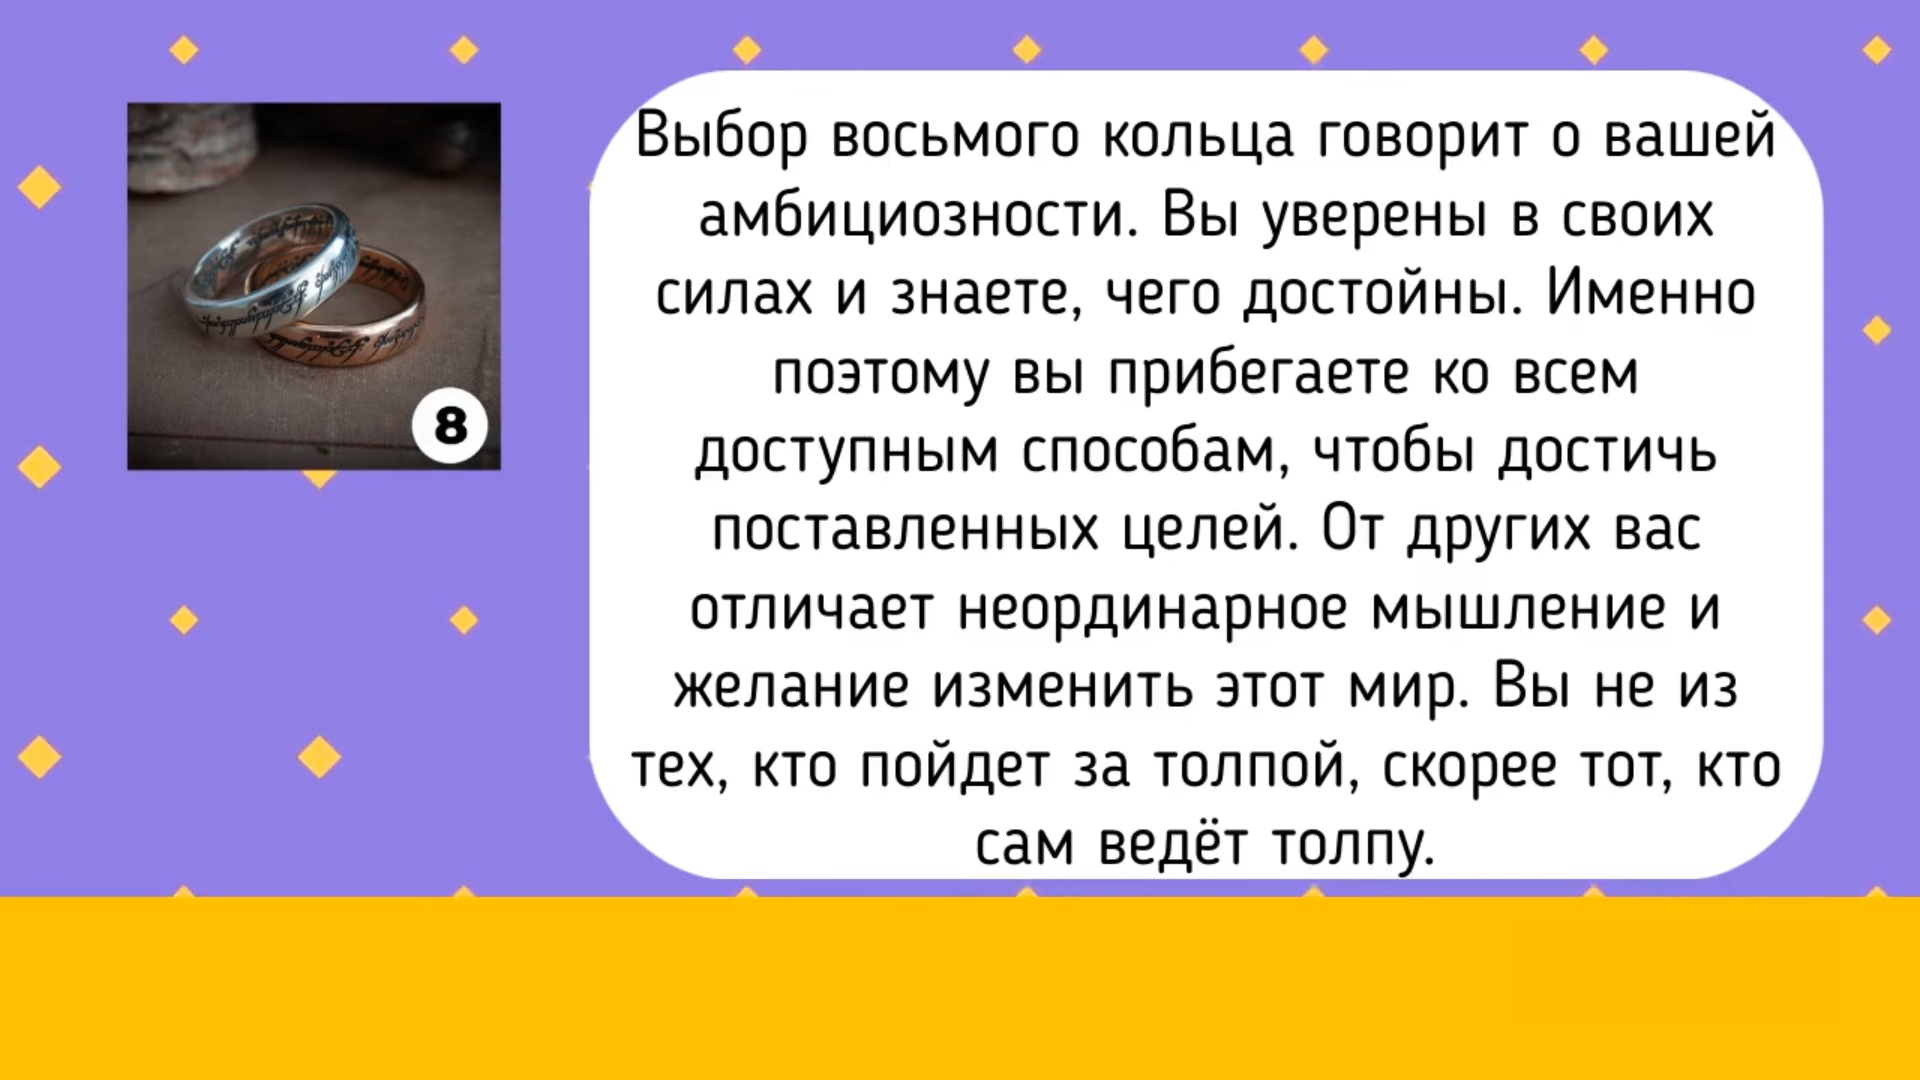 8
Выбор восьмого кольца говорит о вашей
амбициозности. Вы уверены в своих
силах и знаете, чего достойны. Именно
поэтому вы прибегаете ко всем
доступным способам, чтобы достичь
поставленных целей. От других вас
отличает неординарное мышление и
желание изменить этот мир. Вы не из
тех, кто пойдет за толпой, скорее тот, кто
сам ведёт толпу.